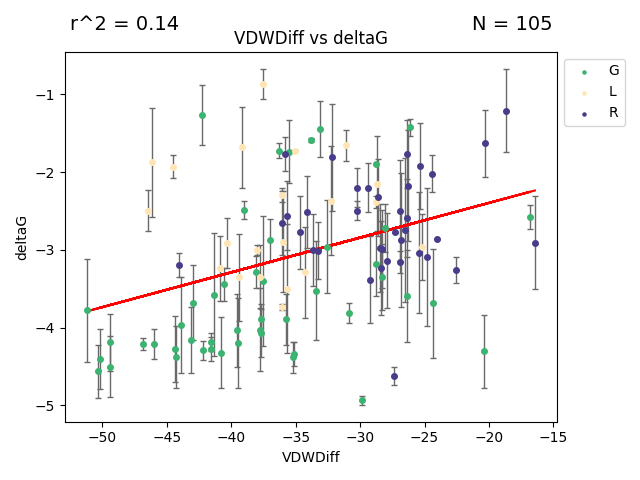 r^2 = 0.14
N = 105
VDWDiff vs deltaG
G
L
R
deltaG
−1
−2
−3
−4
−5
−50
−45
−40
−35
−30
−25
−20
−15
VDWDiff